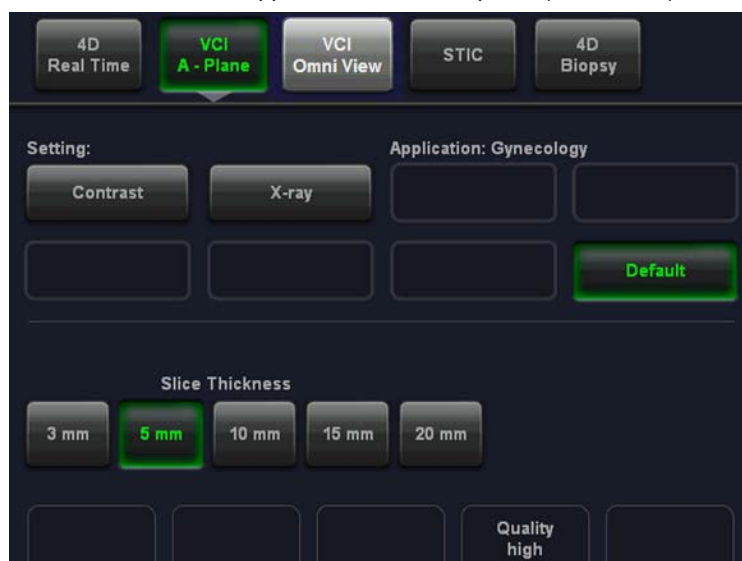 4D
Real Time
VCI
A - Plane
VCI
Omni View
STIC
4D
Biopsy
Setting:
Application: Gynecology
Contrast
X-ray
Default
Slice Thickness
3 mm
5 mm
10 mm
15 mm
20 mm
Quality
high